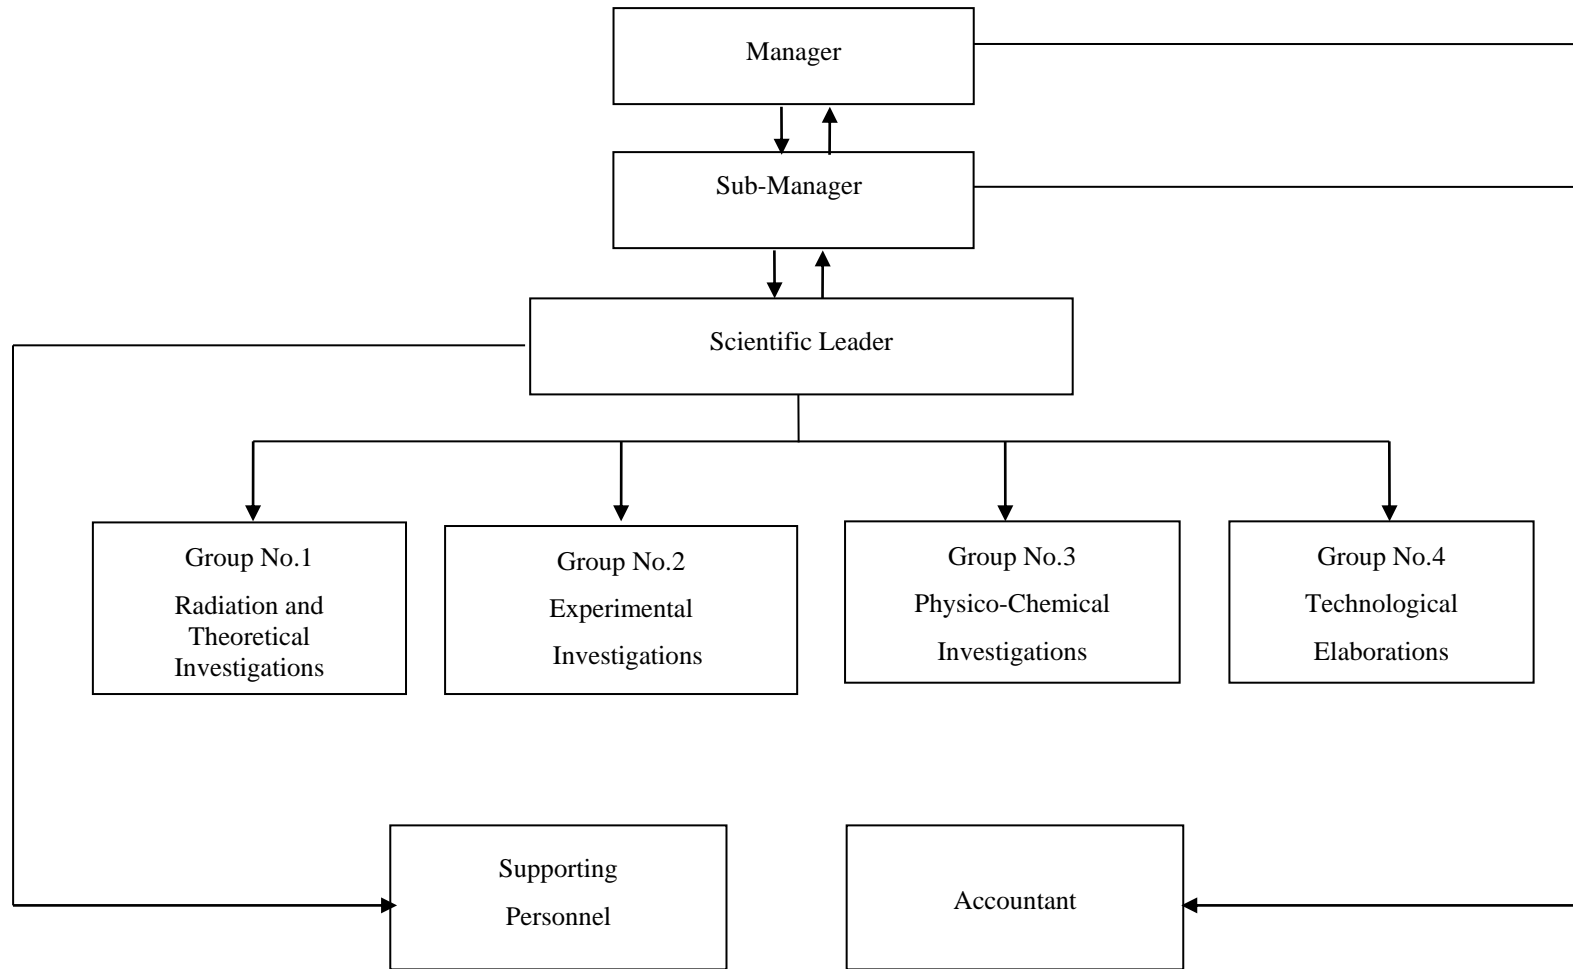 Manager
Sub-Manager
Scientific Leader
Group No.1
Radiation and
Theoretical
Investigations
Group No.2
Experimental
Investigations
Group No.3
Physico-Chemical
Investigations
Group No.4
Technological
Elaborations
Supporting
Personnel
Accountant